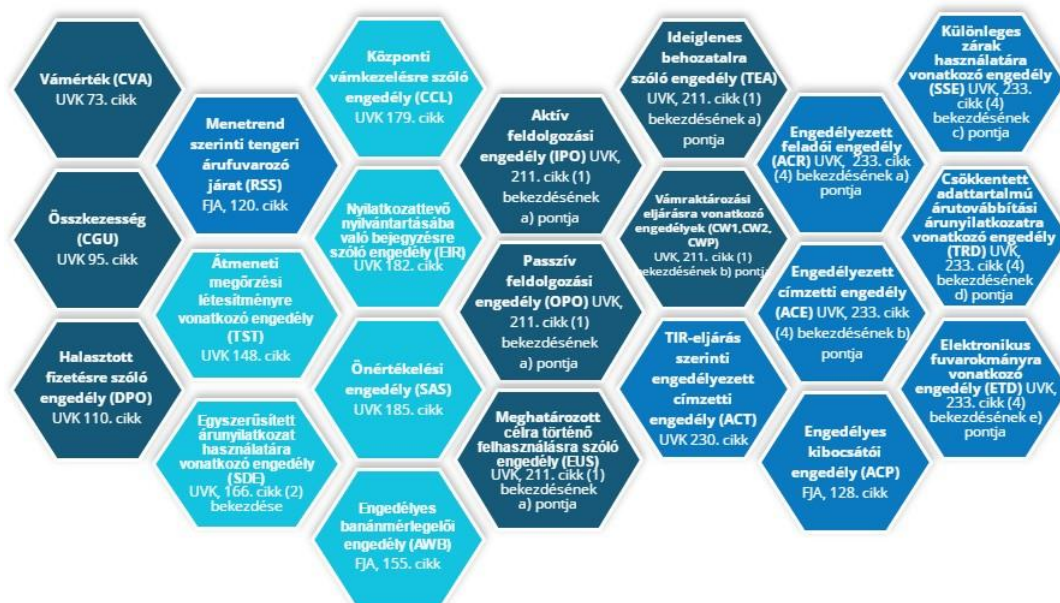 Vámérték (CVA)
UVK 73. cikk
Összkezesség
(CGU)
UVK 95. cikk
Halasztott
fizetésre szóló
engedély (DPO)
UVK 110. cikk
Menetrend
szerinti tengeri
árufuvarozó
járat (RSS)
FJA, 120. cikk
Átmeneti
megőrzési
létesítményre
vonatkozó engedély
(TST)
UVK 148. cikk
Egyszerűsített
árunyilatkozat
használatára
vonatkozó engedély
(SDE)
UVK, 166. cikk (2)
bekezdése
Központi
vámkezelésre szóló
engedély (CCL)
UVK 179. cikk
Nyilatkozattevő
nyilvántartásába
való bejegyzésre
szóló engedély (EIR)
UVK 182. cikk
Önértékelési
engedély (SAS)
UVK 185. cikk
Engedélyes
banánmérlegelői
engedély (AWB)
FJA, 155. cikk
Aktív
feldolgozási
engedély (IPO) UVK,
211. cikk (1)
bekezdésének
a) pontja
Passzív
feldolgozási
engedély (OPO) UVK,
211. cikk (1)
bekezdésének
a) pontja
Meghatározott
célra történő
felhasználásra szóló
engedély (EUS)
UVK, 211. cikk (1)
bekezdésének
a) pontja
Ideiglenes
behozatalra
szóló engedély (TEA)
UVK, 211. cikk (1)
bekezdésének a)
pontja
Vámraktározási
eljárásra vonatkozó
engedélyek (CW1,CW2,
CWP)
UVK, 211. cikk (1)
bekezdésének b) pontja
TIR-eljárás
szerinti
engedélyezett
címzetti
engedély (ACT)
UVK 230. cikk
Engedélyezett
feladói engedély
(ACR) UVK, 233. cikk
(4) bekezdésének a)
pontja
Engedélyezett
címzetti engedély
(ACE) UVK, 233. cikk
(4) bekezdésének b)
pontja
Engedélyes
kibocsátói
engedély (ACP)
FJA, 128. cikk
Különleges
zárak
használatára
vonatkozó engedély
(SSE) UVK, 233.
cikk (4)
bekezdésének
c) pontja
Csökkentett
adattartalmú
árutovábbítási
árunyilatkozatra
vonatkozó engedély
(TRD) UVK,
233. cikk (4)
bekezdésének
d) pontja
Elektronikus
fuvarokmányra
vonatkozó
engedély (ETD) UVK,
233. cikk (4)
bekezdésének e)
pontja